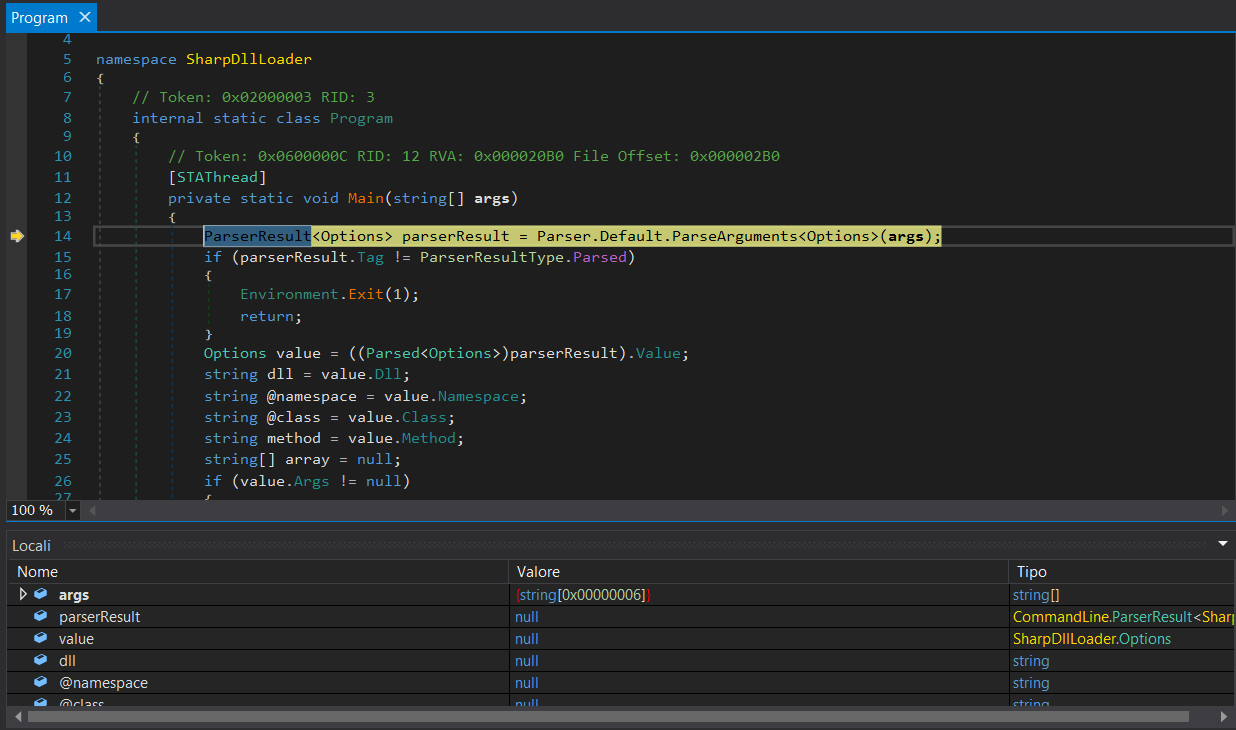 Program
4
5 namespace SharpDllLoader
6 {
7 // Token: 0x02000003 RID: 3
8 internal static class Program
9 {
10 // Token: 0x0600000C RID: 12 RVA: 0x000020B0 File Offset: 0x000002B0
11 [STAThread]
12 private static void Main(string[] args)
13 {
14 ParserResult<Options> parserResult = Parser.Default.ParseArguments<Options>(args);
15 if (parserResult.Tag != ParserResultType.Parsed)
16 {
17 Environment.Exit(1);
18 return;
19 }
20 Options value = ((Parsed<Options>)parserResult).Value;
21 string dll = value.Dll;
22 string @namespace = value.Namespace;
23 string @class = value.Class;
24 string method = value.Method;
25 string[] array = null;
26 if (value.Args != null)
27 {
100 %
Locali
Nome Valore Tipo
args {string[0x00000006]} string[]
parserResult null CommandLine.ParserResult<Shar
value null SharpDllLoader.Options
dll null string
@namespace null string
@class null string